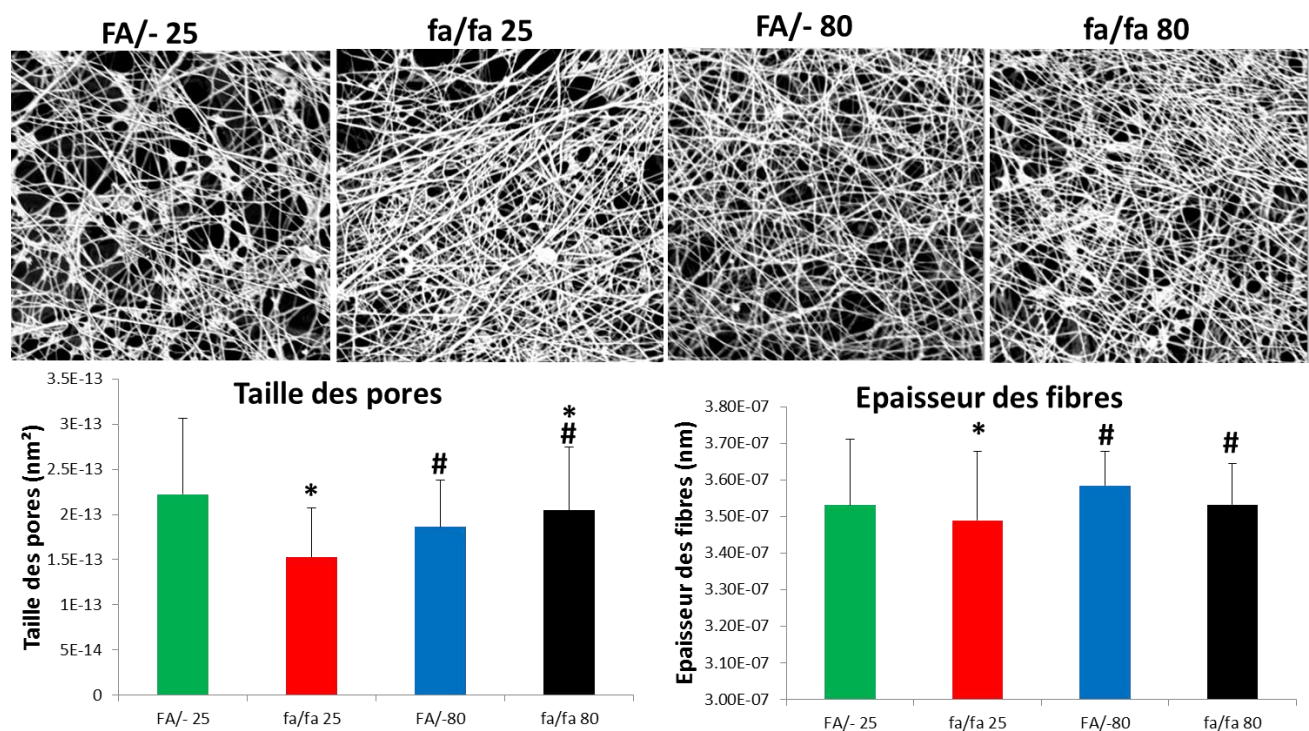 FA/- 25
fa/fa 25
FA/- 80
fa/fa 80
Taille des pores
Taille des pores (nm²)
3.5E-13
3E-13
2.5E-13
2E-13
1.5E-13
1E-13
5E-14
0
*
#
*
#
FA/- 25
fa/fa 25
FA/-80
fa/fa 80
Epaisseur des fibres
Epaisseur des fibres (nm)
3.80E-07
3.70E-07
3.60E-07
3.50E-07
3.40E-07
3.30E-07
3.20E-07
3.10E-07
3.00E-07
*
#
#
FA/- 25
fa/fa 25
FA/-80
fa/fa 80